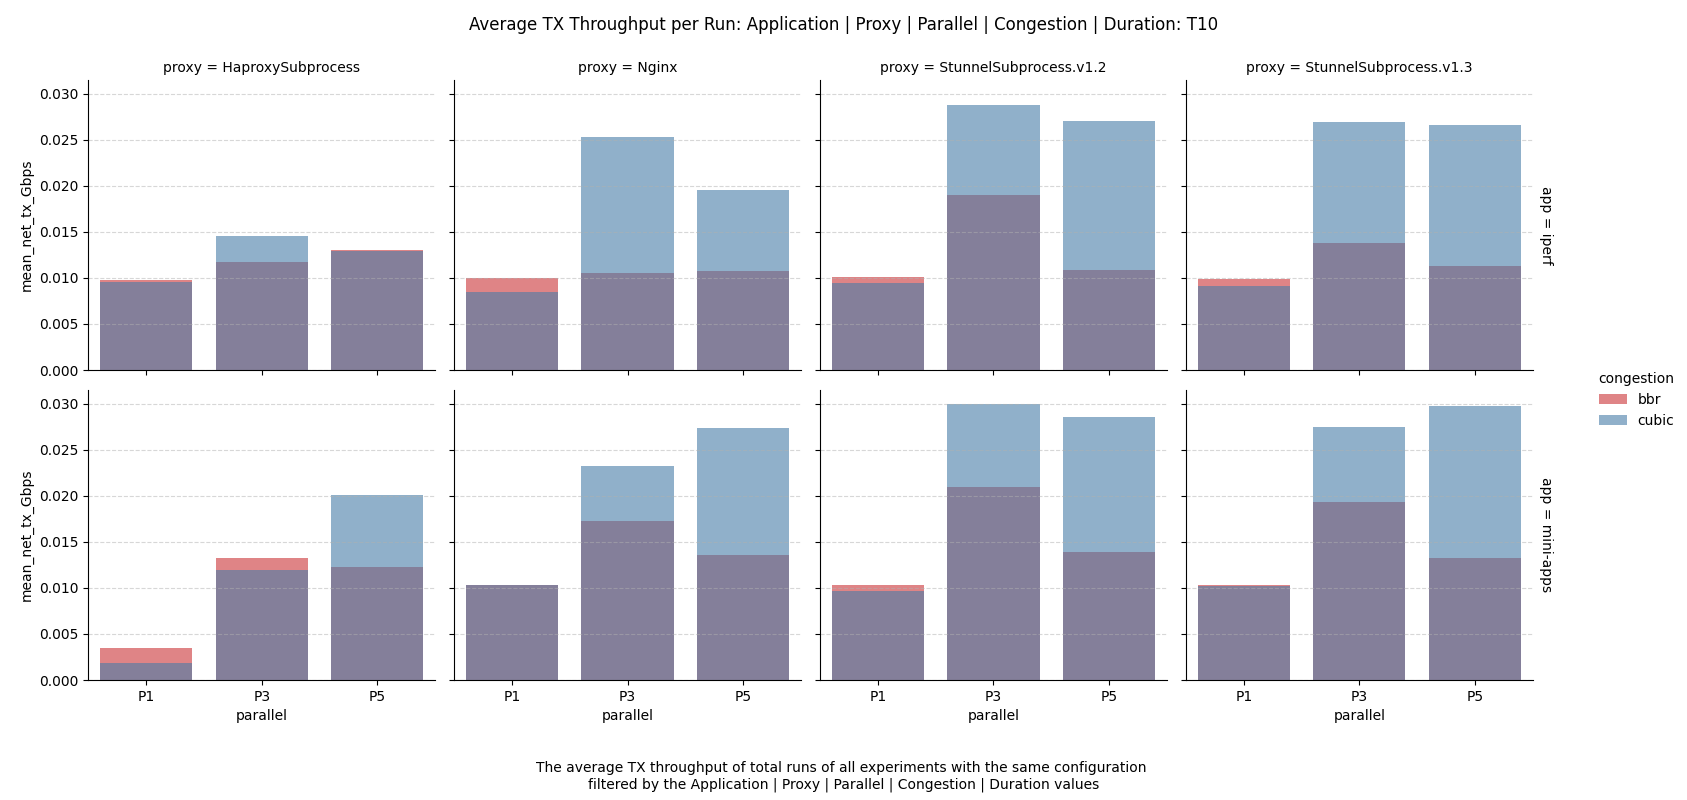 Average TX Throughput per Run: Application | Proxy | Parallel | Congestion | Duration: T10
proxy = HaproxySubprocess
proxy = Nginx
proxy = StunnelSubprocess.v1.2
proxy = StunnelSubprocess.v1.3
mean_net_tx_Gbps
0.030
0.025
0.020
0.015
0.010
0.005
0.000
app = iperf
mean_net_tx_Gbps
0.030
0.025
0.020
0.015
0.010
0.005
0.000
app = mini-apps
congestion
bbr
cubic
P1 P3 P5
parallel
P1 P3 P5
parallel
P1 P3 P5
parallel
P1 P3 P5
parallel
The average TX throughput of total runs of all experiments with the same configuration
filtered by the Application | Proxy | Parallel | Congestion | Duration values